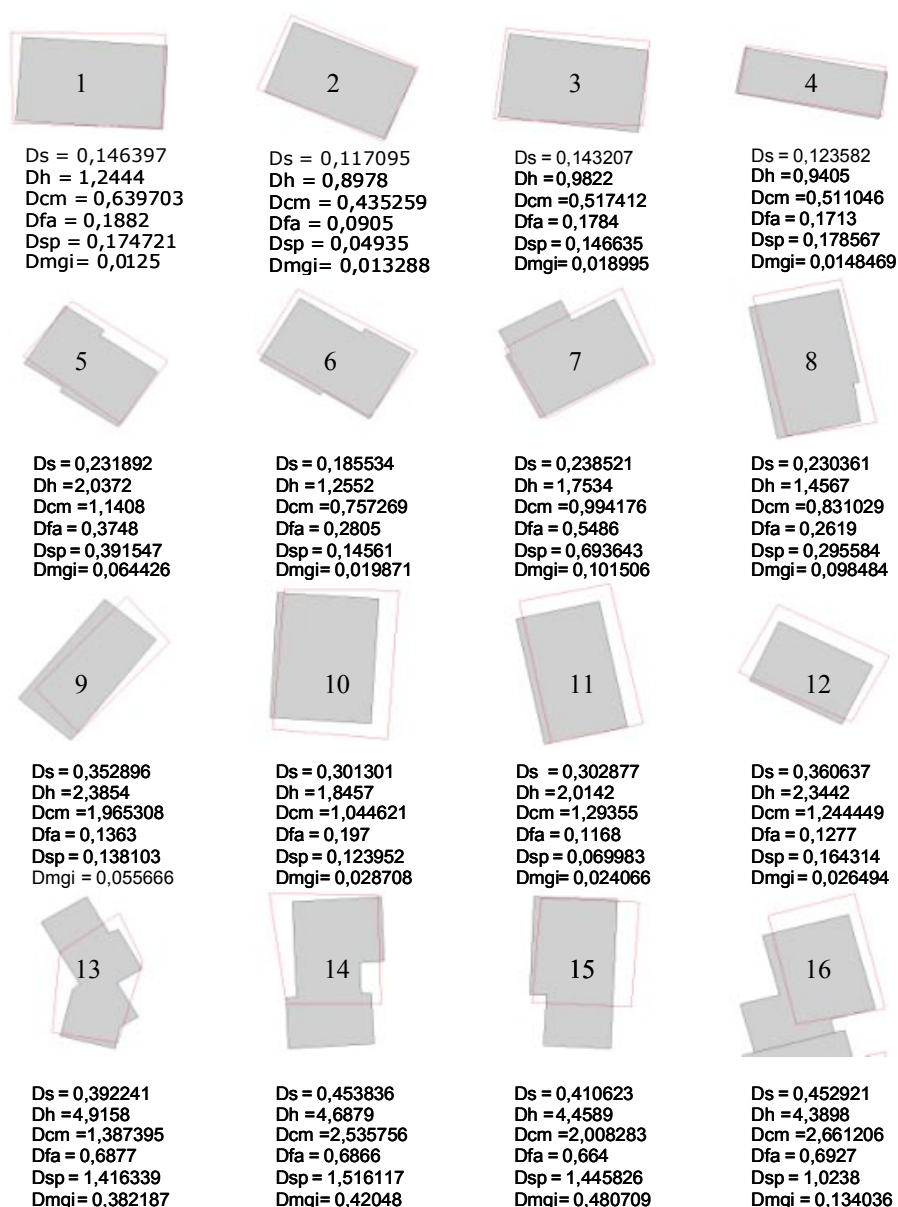 1
2
3
4
Ds = 0,146397
Dh = 1,2444
Dcm = 0,639703
Dfa = 0,1882
Dsp = 0,174721
Dmgi= 0,0125
Ds = 0,117095
Dh = 0,8978
Dcm = 0,435259
Dfa = 0,0905
Dsp = 0,04935
Dmgi= 0,013288
Ds = 0,143207
Dh = 0,9822
Dcm =0,517412
Dfa = 0,1784
Dsp = 0,146635
Dmgi= 0,018995
Ds = 0,123582
Dh = 0,9405
Dcm =0,511046
Dfa = 0,1713
Dsp = 0,178567
Dmgi= 0,0148469
5
6
7
8
Ds = 0,231892
Dh =2,0372
Dcm =1,1408
Dfa = 0,3748
Dsp = 0,391547
Dmgi= 0,064426
Ds = 0,185534
Dh =1,2552
Dcm =0,757269
Dfa = 0,2805
Dsp = 0,14561
Dmgi= 0,019871
Ds = 0,238521
Dh =1,7534
Dcm =0,994176
Dfa = 0,5486
Dsp = 0,693643
Dmgi= 0,101506
Ds = 0,230361
Dh =1,4567
Dcm =0,831029
Dfa = 0,2619
Dsp = 0,295584
Dmgi= 0,098484
9
10
11
12
Ds = 0,352896
Dh =2,3854
Dcm =1,965308
Dfa = 0,1363
Dsp = 0,138103
Dmgi = 0,055666
Ds = 0,301301
Dh =1,8457
Dcm =1,044621
Dfa = 0,197
Dsp = 0,123952
Dmgi= 0,028708
Ds = 0,302877
Dh =2,0142
Dcm =1,29355
Dfa = 0,1168
Dsp = 0,069983
Dmgi= 0,024066
Ds = 0,360637
Dh =2,3442
Dcm =1,244449
Dfa = 0,1277
Dsp = 0,164314
Dmgi= 0,026494
13
14
15
16
Ds = 0,392241
Dh =4,9158
Dcm =1,387395
Dfa = 0,6877
Dsp = 1,416339
Dmgi= 0,382187
Ds = 0,453836
Dh =4,6879
Dcm =2,535756
Dfa = 0,6866
Dsp = 1,516117
Dmgi= 0,42048
Ds = 0,410623
Dh =4,4589
Dcm =2,008283
Dfa = 0,664
Dsp = 1,445826
Dmgi= 0,480709
Ds = 0,452921
Dh =4,3898
Dcm =2,661206
Dfa = 0,6927
Dsp = 1,0238
Dmgi = 0,134036